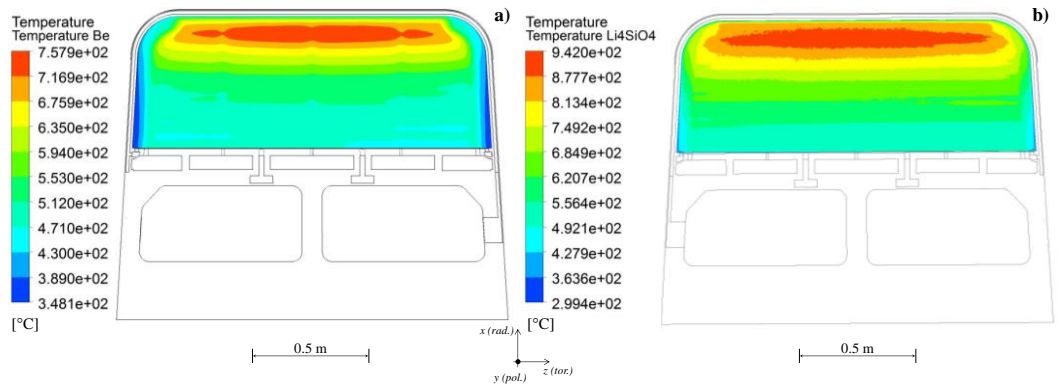 a)
Temperature
Temperature Be
7.579e+02
7.169e+02
6.759e+02
6.350e+02
5.940e+02
5.530e+02
5.120e+02
4.710e+02
4.300e+02
3.890e+02
3.481e+02
[°C]
0.5 m
x (rad.)
y (pol.)
z (tor.)
b)
Temperature
Temperature Li4SiO4
9.420e+02
8.777e+02
8.134e+02
7.492e+02
6.849e+02
6.207e+02
5.564e+02
4.921e+02
4.279e+02
3.636e+02
2.994e+02
[°C]
0.5 m